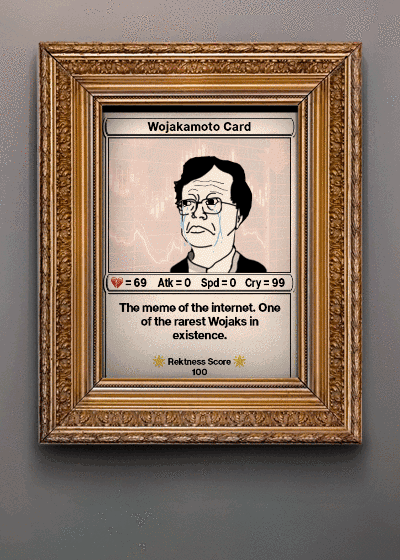 Wojakamoto Card
💔 = 69 Atk = 0 Spd = 0 Cry = 99
The meme of the internet. One
of the rarest Wojaks in
existence.
Rektness Score
100